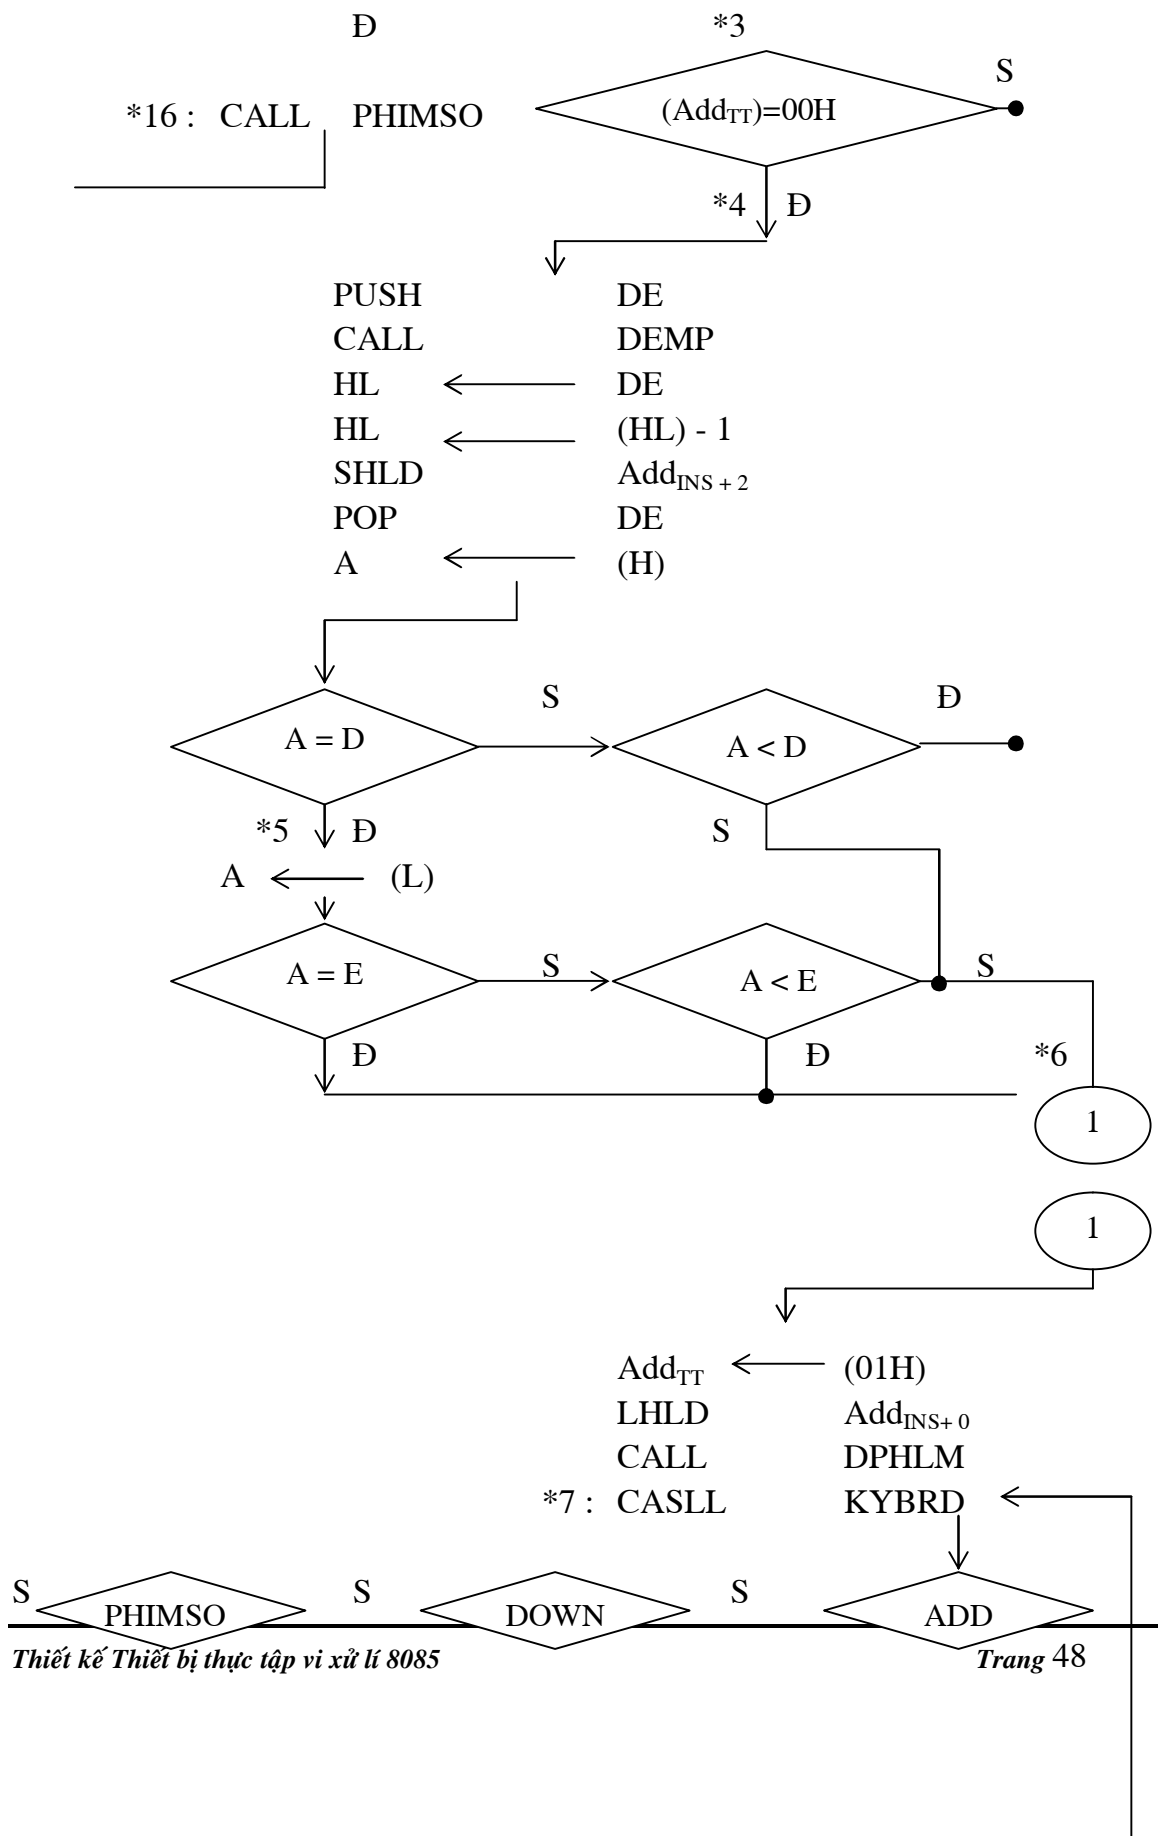 Đ *3
S
*16 : CALL PHIMSO (AddTT)=00H
*4 Đ
PUSH DE
CALL DEMP
HL DE
HL (HL) - 1
SHLD AddINS + 2
POP DE
A (H)
S Đ
A = D A < D
*5 Đ S
A (L)
S S
A = E A < E
Đ Đ *6
1
1
AddTT (01H)
LHLD AddINS+ 0
CALL DPHLM
*7 : CASLL KYBRD
S S S
PHIMSO DOWN ADD
Thiết kế Thiết bị thực tập vi xử lí 8085 Trang 48